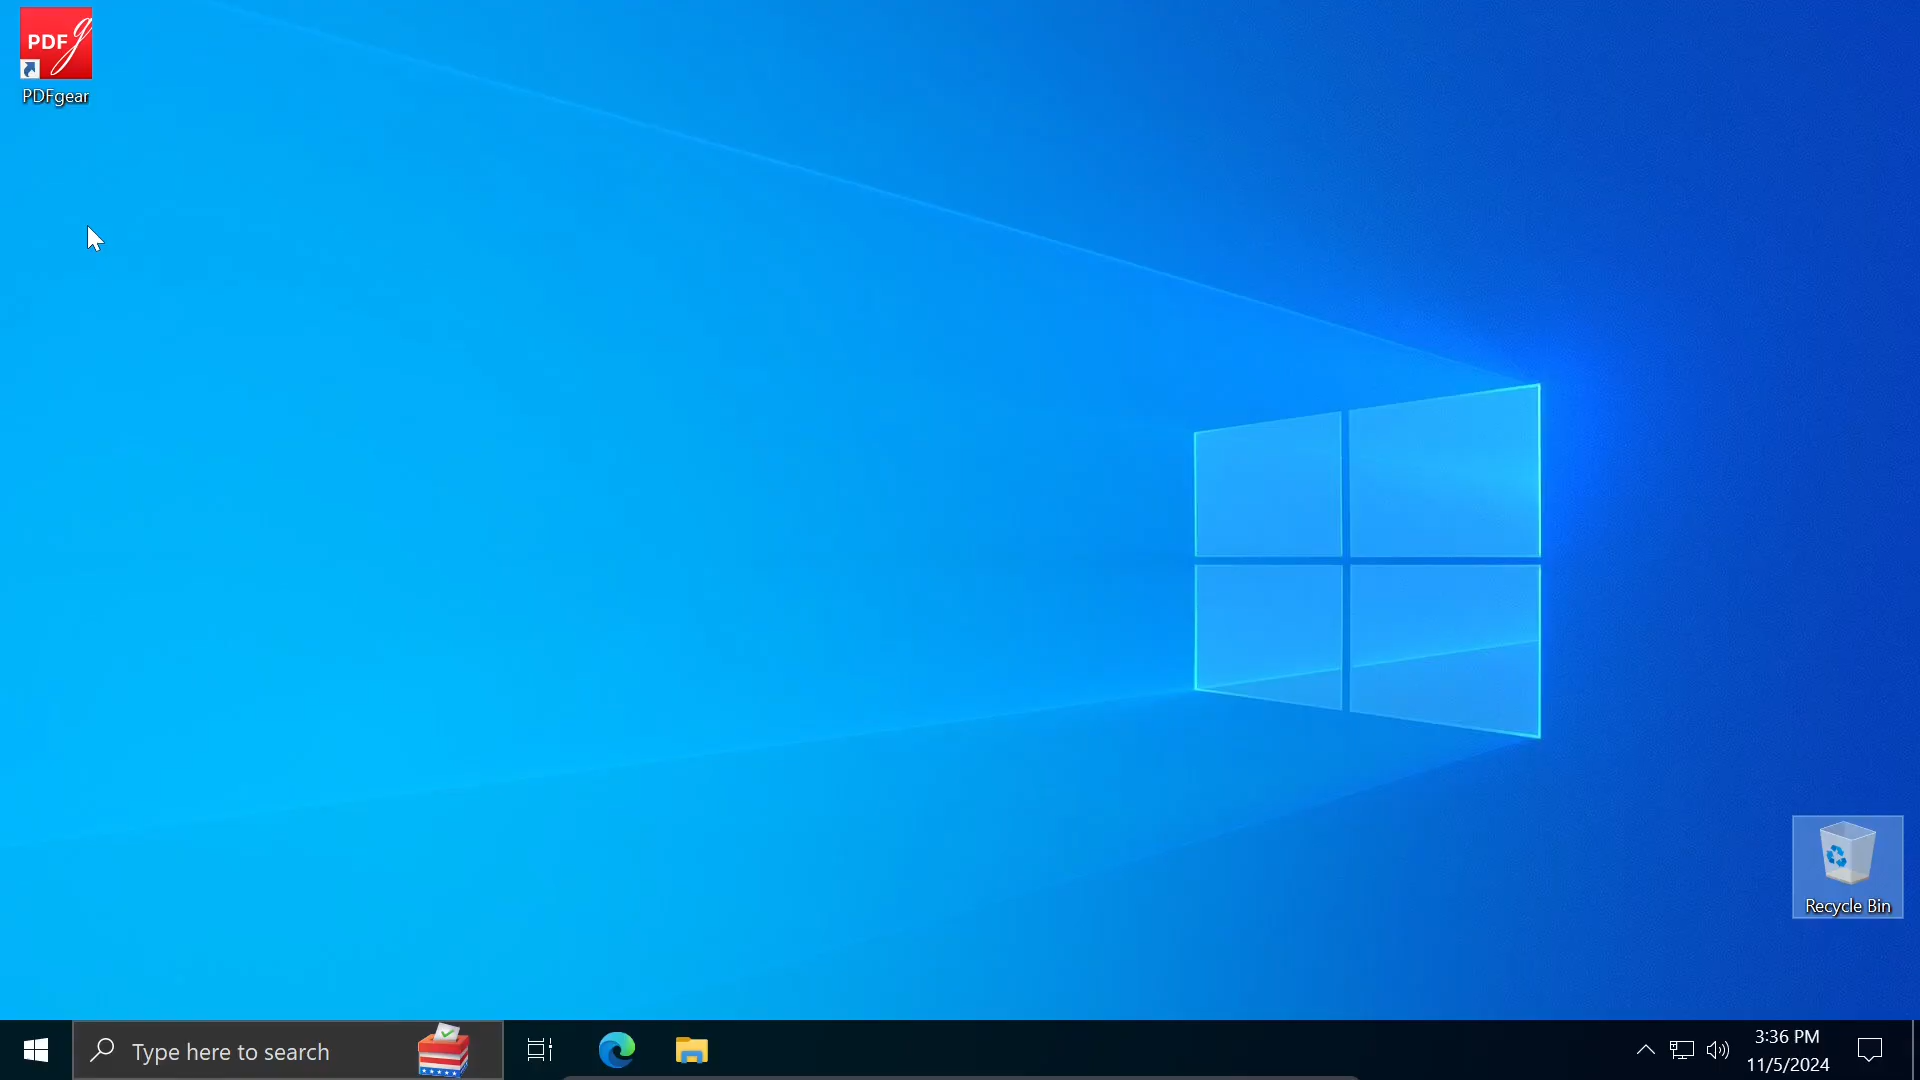 PDF g
PDFgear
Recycle Bin
Type here to search
3:36 PM
11/5/2024